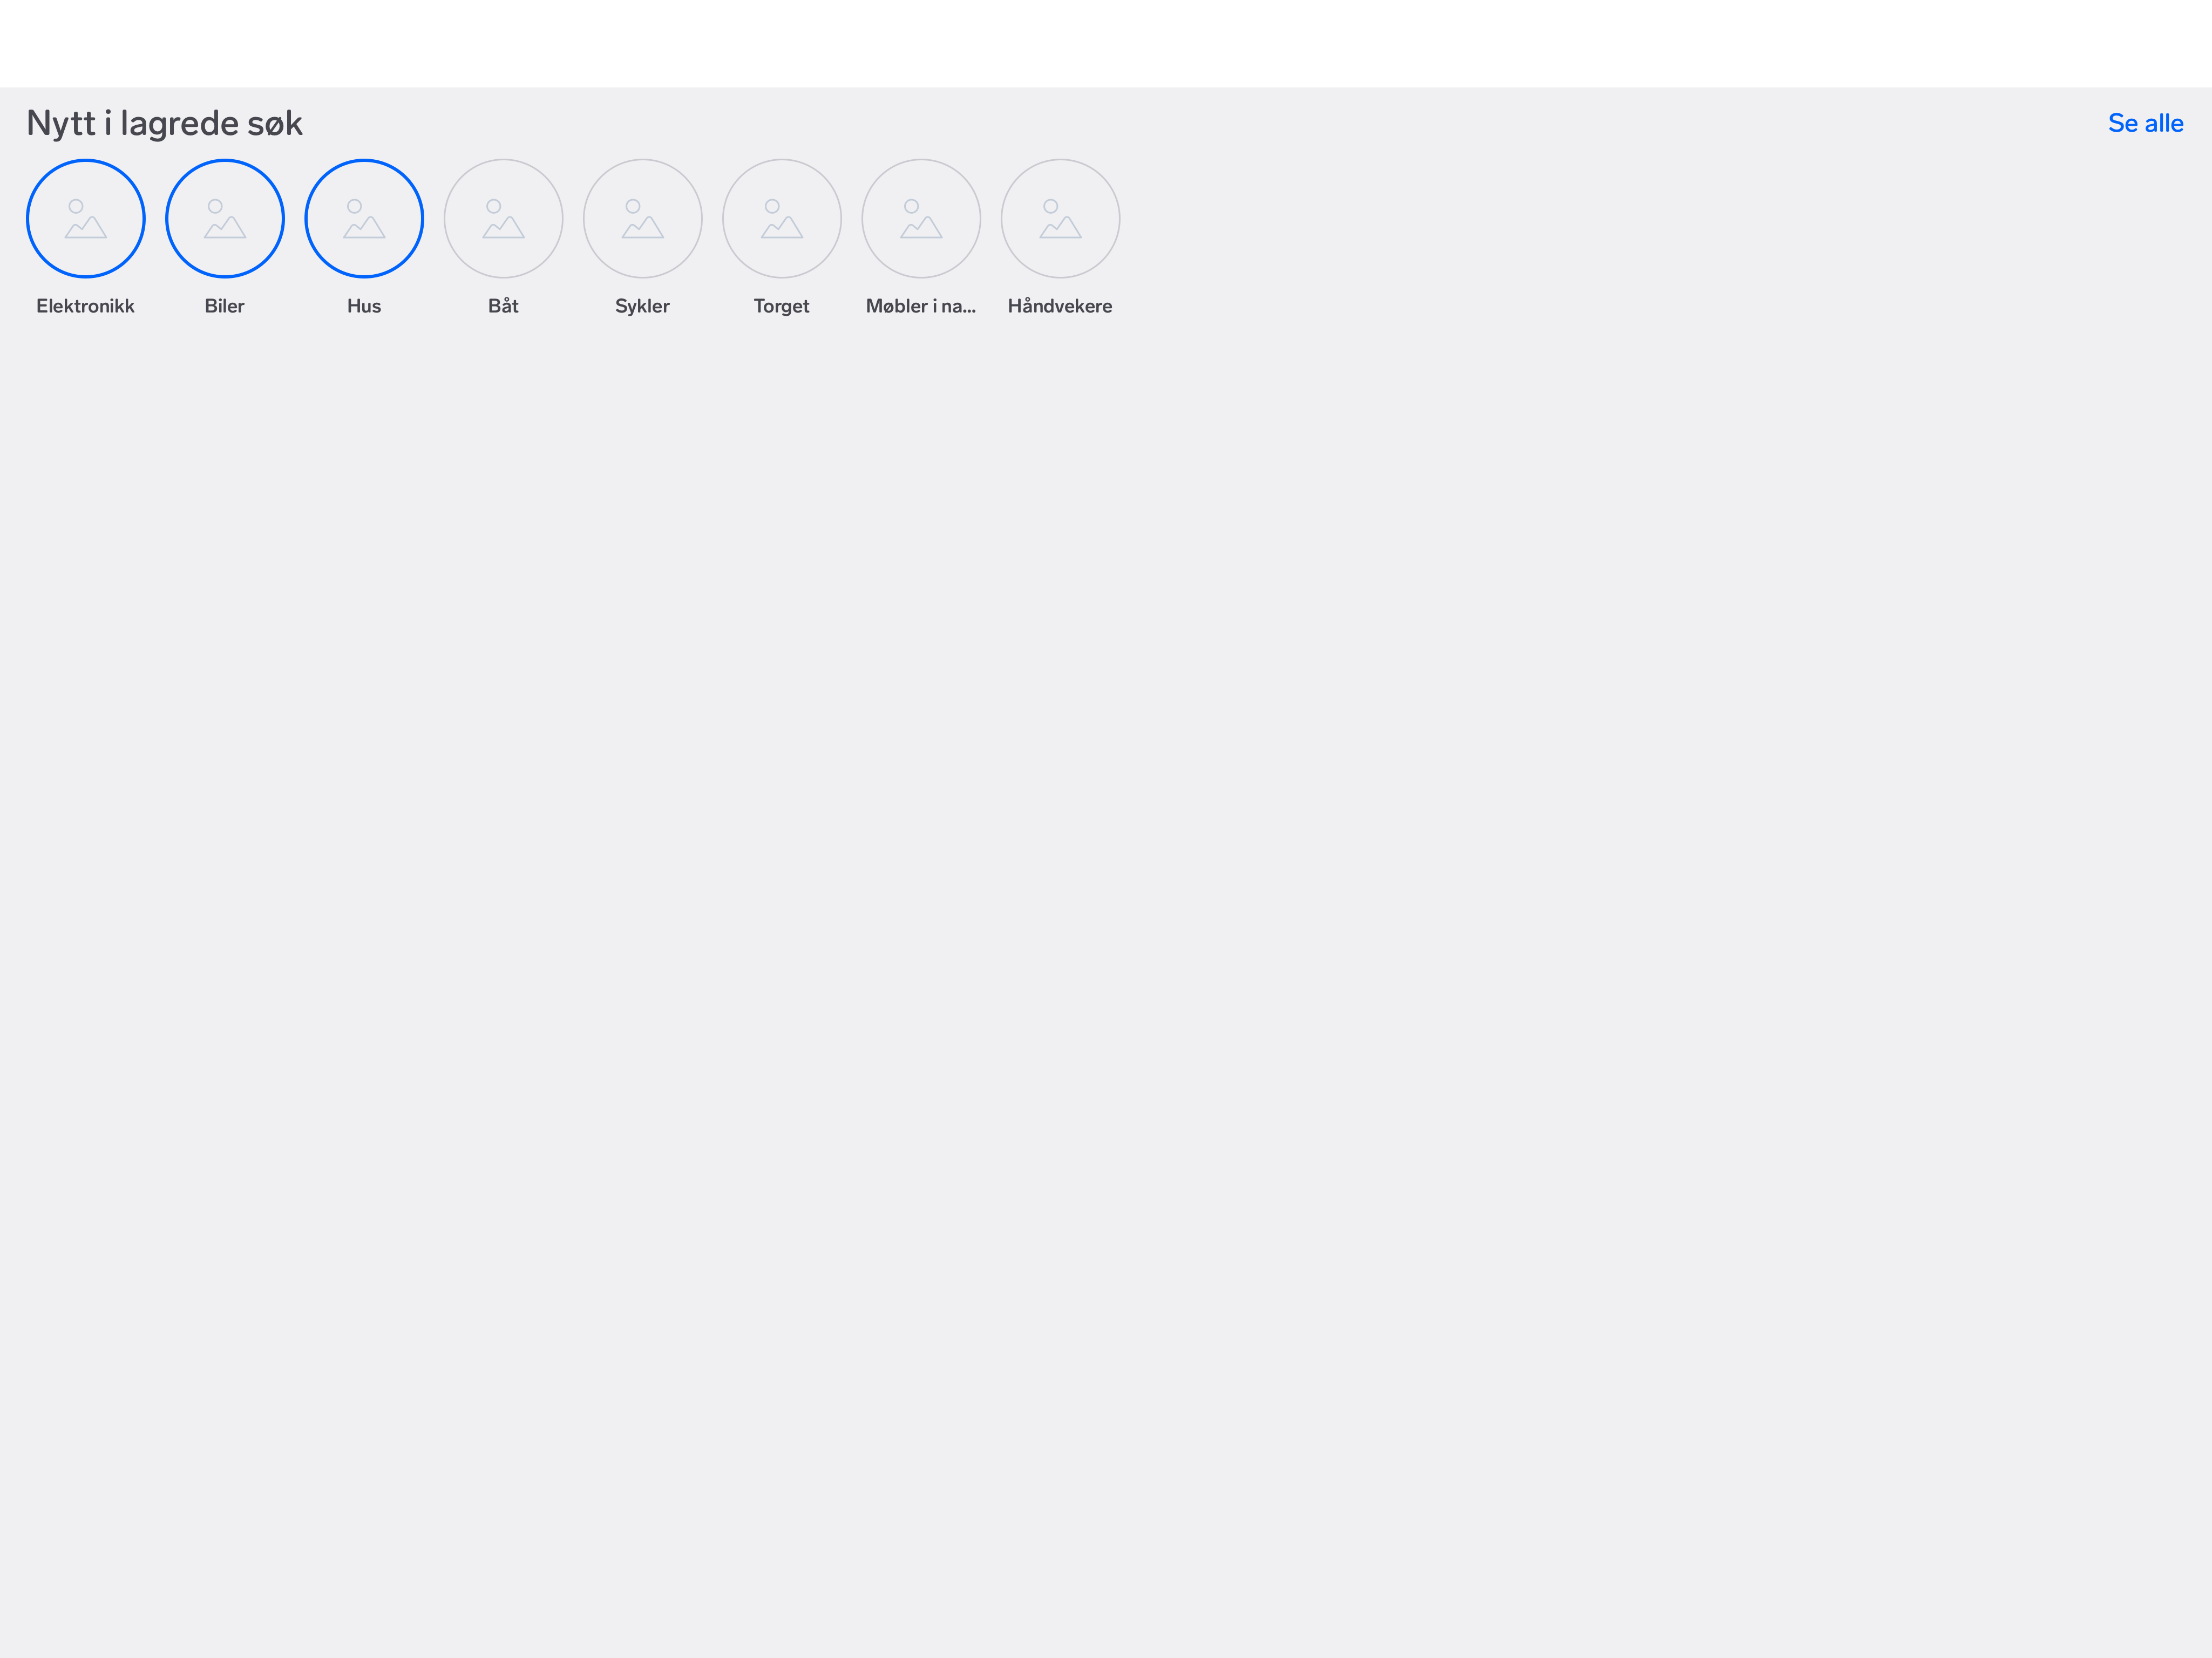 Nytt i lagrede søk
Se alle
Elektronikk
Biler
Hus
Båt
Sykler
Torget
Møbler i na...
Håndvekere